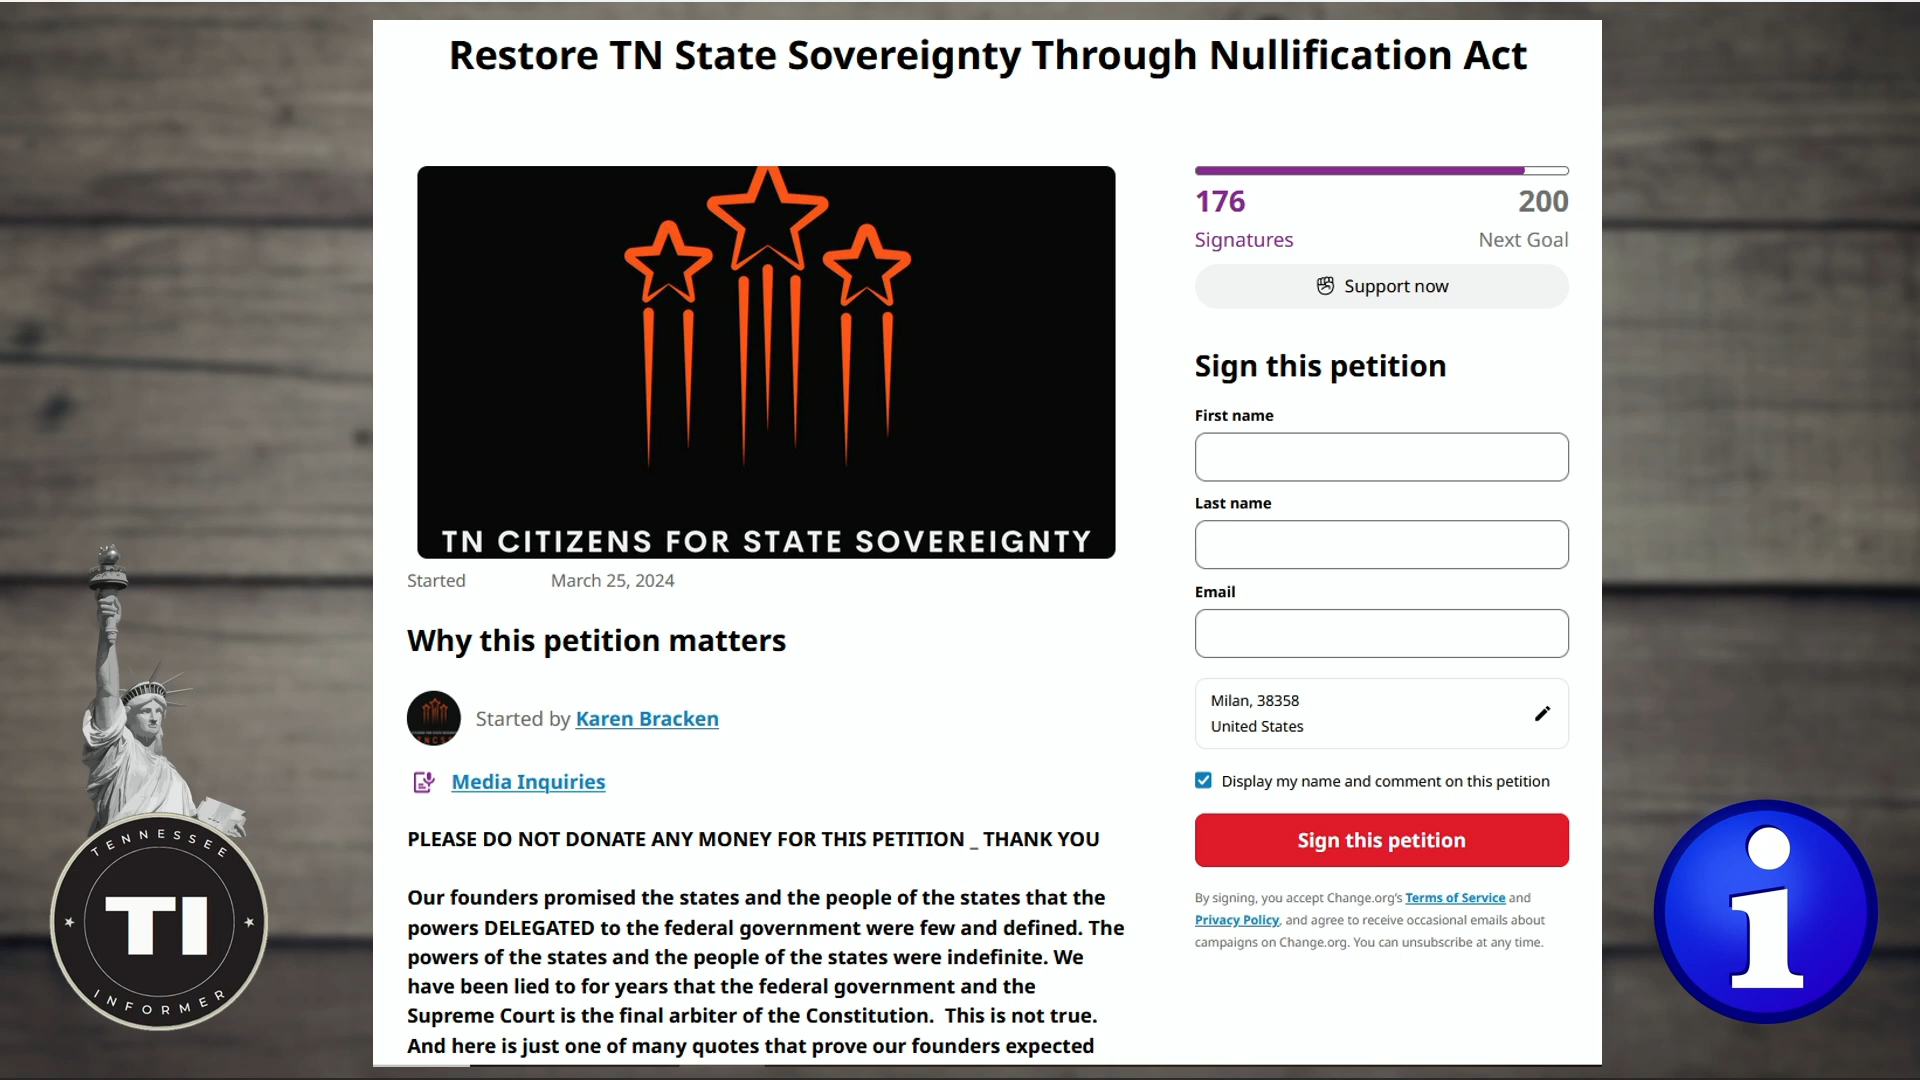 Restore TN State Sovereignty Through Nullification Act
TN CITIZENS FOR STATE SOVEREIGNTY
Started March 25, 2024
Why this petition matters
Started by Karen Bracken
Media Inquiries
PLEASE DO NOT DONATE ANY MONEY FOR THIS PETITION _ THANK YOU
Our founders promised the states and the people of the states that the
powers DELEGATED to the federal government were few and defined. The
powers of the states and the people of the states were indefinite. We
have been lied to for years that the federal government and the
Supreme Court is the final arbiter of the Constitution.  This is not true.
And here is just one of many quotes that prove our founders expected
176 200
Signatures Next Goal
Support now
Sign this petition
First name
Last name
Email
Milan, 38358
United States
Display my name and comment on this petition
Sign this petition
By signing, you accept Change.org's Terms of Service and
Privacy Policy, and agree to receive occasional emails about
campaigns on Change.org. You can unsubscribe at any time.
TENNESSEE
TI
INFORMER
i